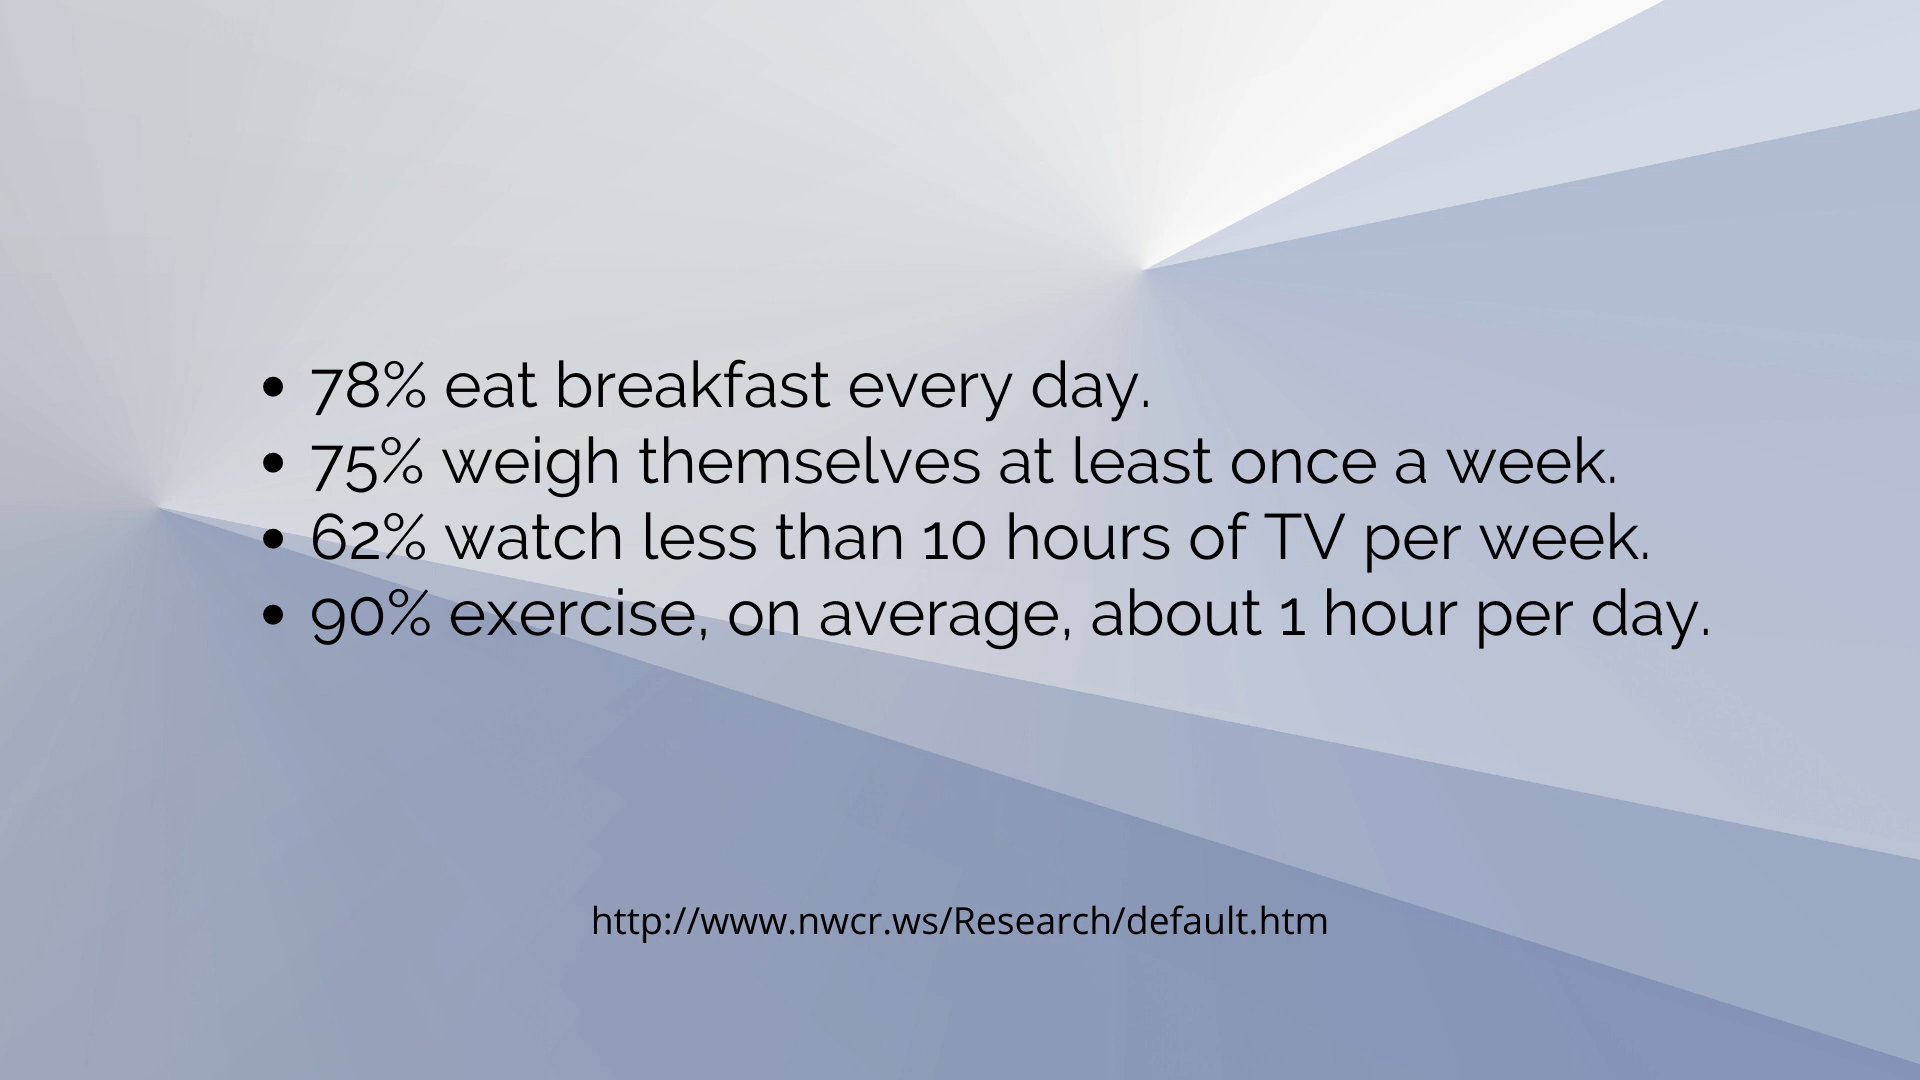 • 78% eat breakfast every day.
• 75% weigh themselves at least once a week.
• 62% watch less than 10 hours of TV per week.
• 90% exercise, on average, about 1 hour per day.
http://www.nwcr.ws/Research/default.htm